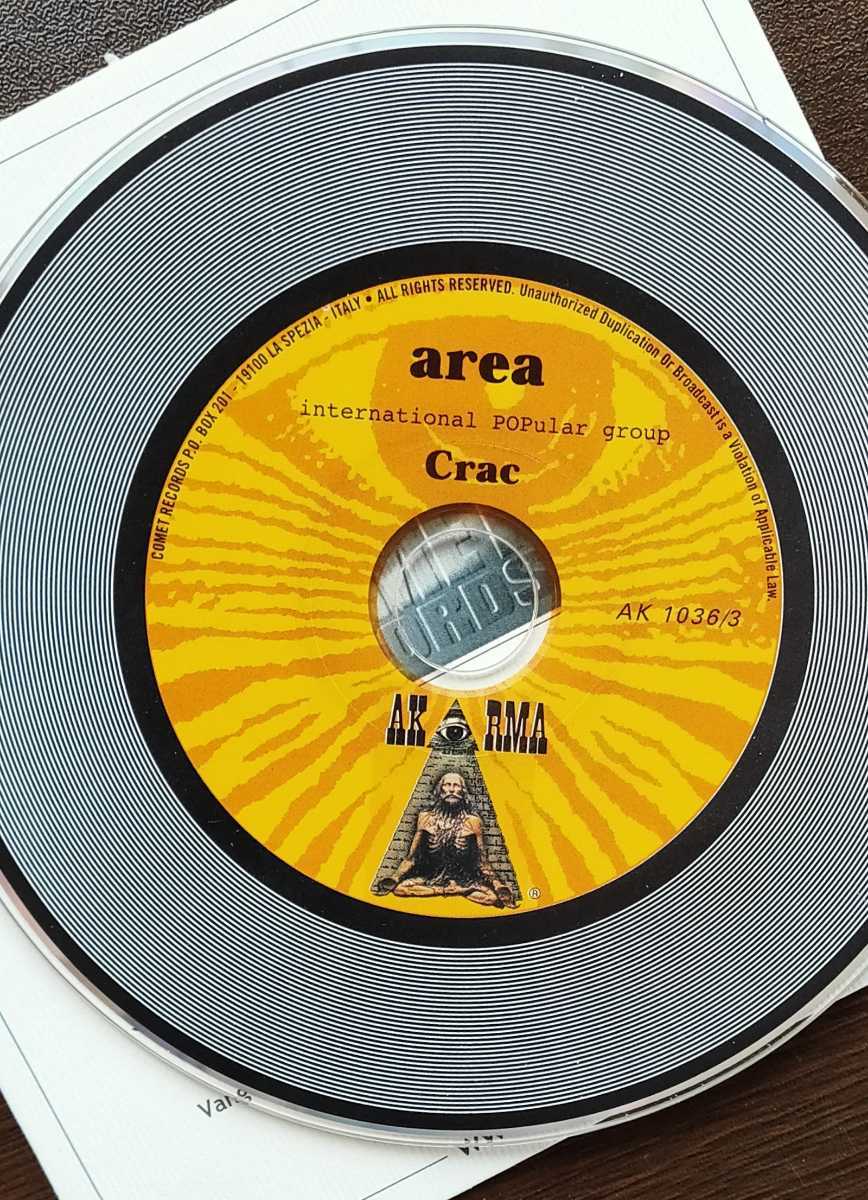 COMET RECORDS P.O. BOX 201 - 19100 LA SPEZIA - ITALY • ALL RIGHTS RESERVED. Unauthorized Duplication Or Broadcast is a Violation of Applicable Law.
area
international POPular group
Crac
AK 1036/3
AK RMA
®
Vang